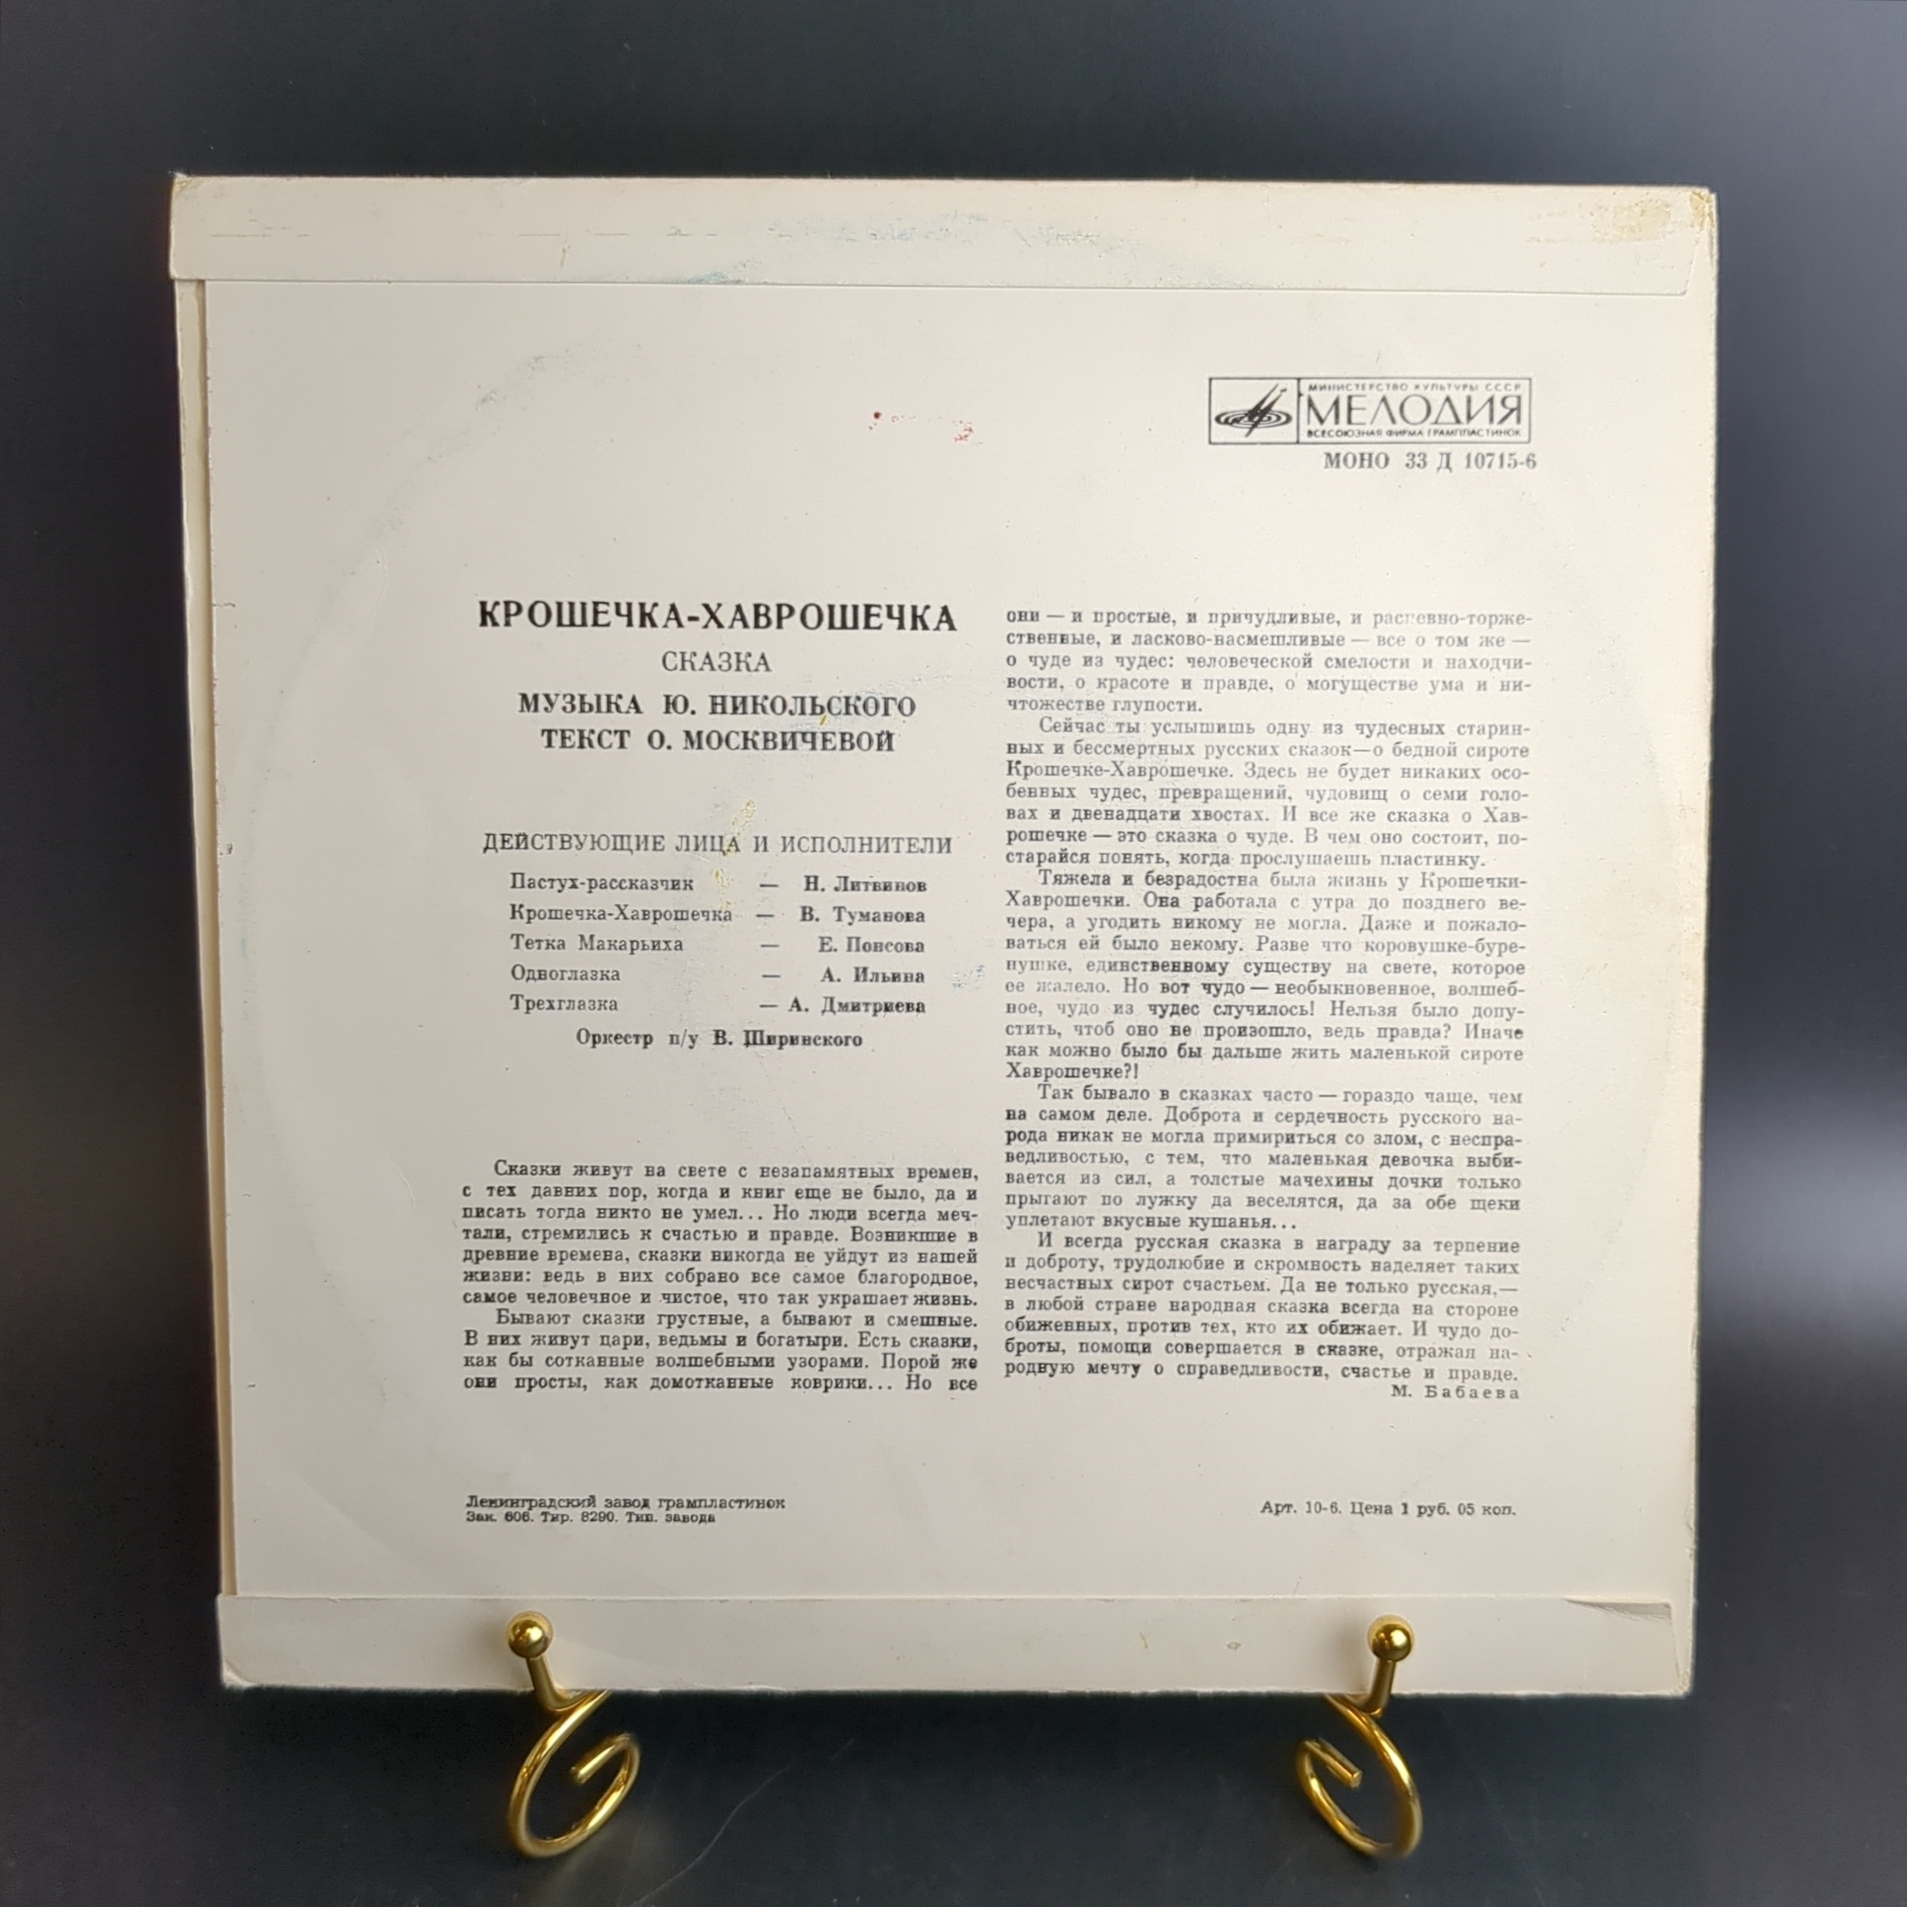 МИНИСТЕРСТВО КУЛЬТУРЫ СССР
МЕЛОДИЯ
ВСЕСОЮЗНАЯ ФИРМА ГРАМПЛАСТИНОК
МОНО 33 Д 10715-6
КРОШЕЧКА-ХАВРОШЕЧКА
СКАЗКА
МУЗЫКА Ю. НИКОЛЬСКОГО
ТЕКСТ О. МОСКВИЧЕВОЙ
ДЕЙСТВУЮЩИЕ ЛИЦА И ИСПОЛНИТЕЛИ
Пастух-рассказчик — Н. Литвинов
Крошечка-Хаврошечка — В. Туманова
Тетка Макарьиха — Е. Понсова
Одноглазка — А. Ильина
Трехглазка — А. Дмитриева
Оркестр п/у В. Ширинского
Сказки живут на свете с незапамятных времен,
с тех давних пор, когда и книг еще не было, да и
писать тогда никто не умел... Но люди всегда меч-
тали, стремились к счастью и правде. Возникшие в
древние времена, сказки никогда не уйдут из нашей
жизни: ведь в них собрано все самое благородное,
самое человечное и чистое, что так украшает жизнь.
Бывают сказки грустные, а бывают и смешные.
В них живут цари, ведьмы и богатыри. Есть сказки,
как бы сотканные волшебными узорами. Порой же
они просты, как домотканные коврики... Но все
они — и простые, и причудливые, и распевно-торже-
ственные, и ласково-насмешливые — все о том же —
о чуде из чудес: человеческой смелости и находчи-
вости, о красоте и правде, о могуществе ума и ни-
чтожестве глупости.
Сейчас ты услышишь одну из чудесных старин-
ных и бессмертных русских сказок—о бедной сироте
Крошечке-Хаврошечке. Здесь не будет никаких осо-
бенных чудес, превращений, чудовищ о семи голо-
вах и двенадцати хвостах. И все же сказка о Хав-
рошечке — это сказка о чуде. В чем оно состоит, по-
старайся понять, когда прослушаешь пластинку.
Тяжела и безрадостна была жизнь у Крошечки-
Хаврошечки. Она работала с утра до позднего ве-
чера, а угодить никому не могла. Даже и пожало-
ваться ей было некому. Разве что коровушке-буре-
нушке, единственному существу на свете, которое
ее жалело. Но вот чудо — необыкновенное, волшеб-
ное, чудо из чудес случилось! Нельзя было допу-
стить, чтоб оно не произошло, ведь правда? Иначе
как можно было бы дальше жить маленькой сироте
Хаврошечке?!
Так бывало в сказках часто — гораздо чаще, чем
на самом деле. Доброта и сердечность русского на-
рода никак не могла примириться со злом, с неспра-
ведливостью, с тем, что маленькая девочка выби-
вается из сил, а толстые мачехины дочки только
прыгают по лужку да веселятся, да за обе щеки
уплетают вкусные кушанья...
И всегда русская сказка в награду за терпение
и доброту, трудолюбие и скромность наделяет таких
несчастных сирот счастьем. Да не только русская,—
в любой стране народная сказка всегда на стороне
обиженных, против тех, кто их обижает. И чудо до-
броты, помощи совершается в сказке, отражая на-
родную мечту о справедливости, счастье и правде.
М. Бабаева
Ленинградский завод грампластинок
Зак. 606. Тир. 8290. Тип. завода
Арт. 10-6. Цена 1 руб. 05 коп.